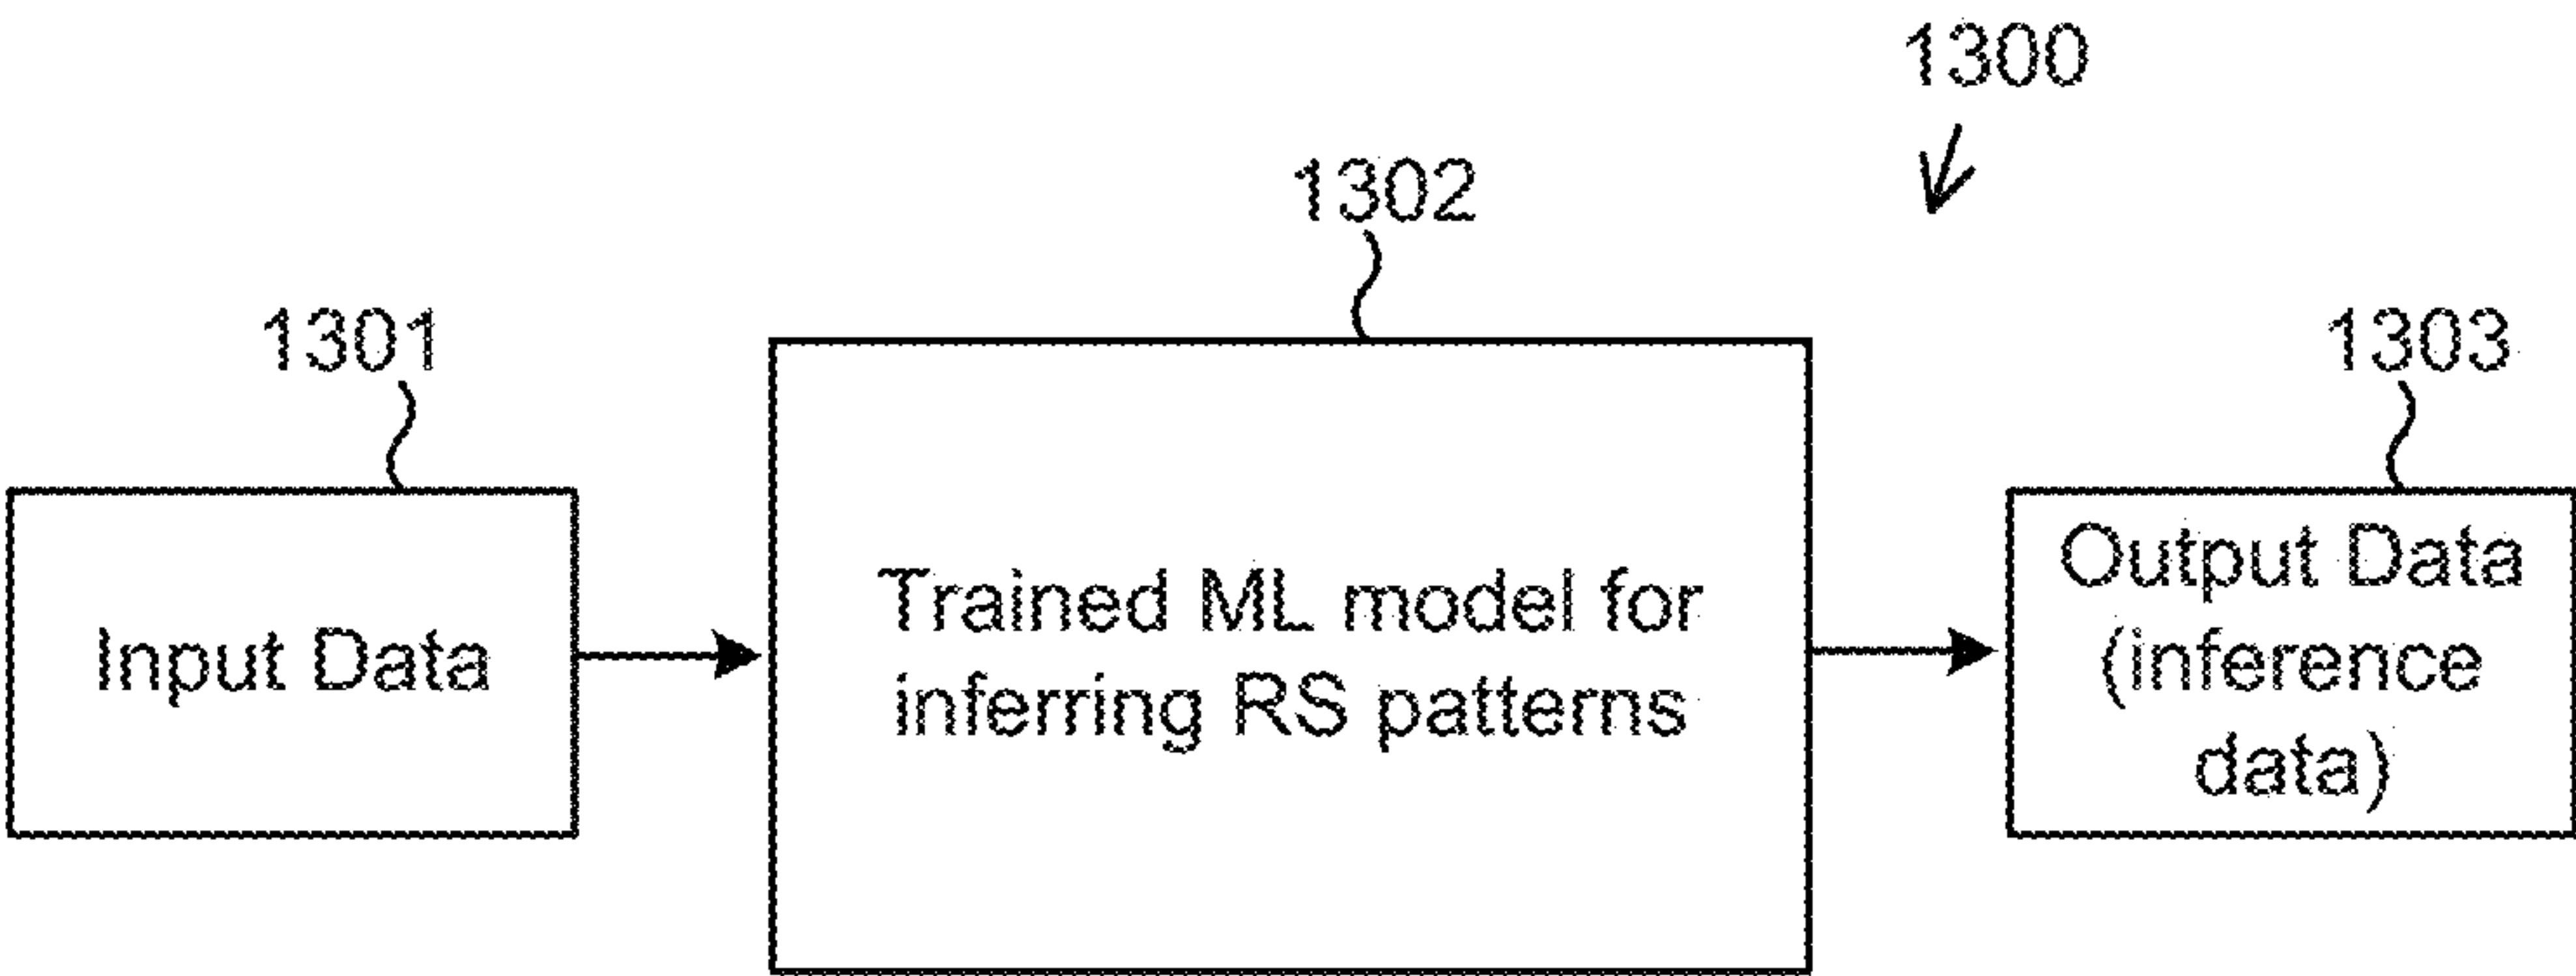 1300
1302
1301
1303
Input Data
Trained ML model for
inferring RS patterns
Output Data
(inference
data)